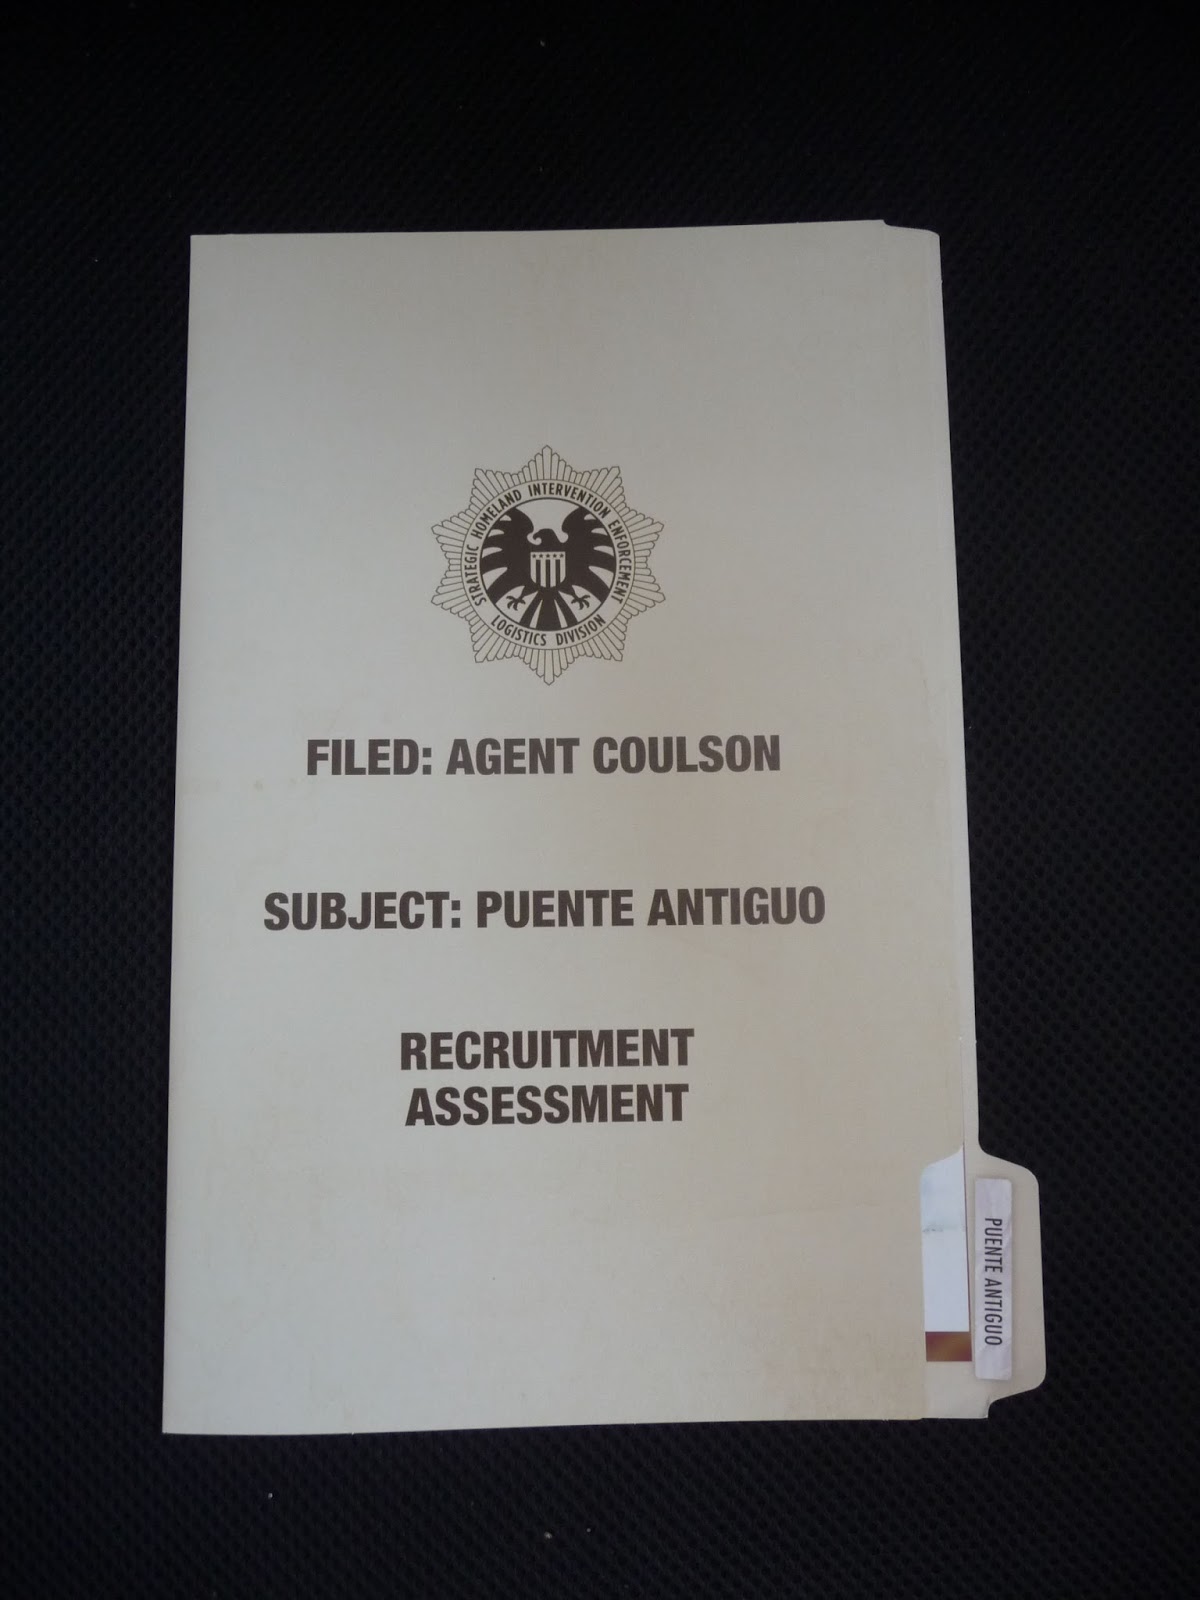 STRATEGIC HOMELAND INTERVENTION ENFORCEMENT
LOGISTICS DIVISION
FILED: AGENT COULSON
SUBJECT: PUENTE ANTIGUO
RECRUITMENT
ASSESSMENT
PUENTE ANTIGUO